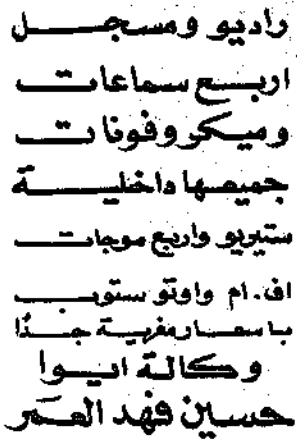 راديو ومسجل
اربع سماعات
وميكروفونات
جميعها داخلية
ستيريو واربع موجات
اف.ام واوتو ستوب
باسعار مغرية جدًا
وكالة ايوا
حسين فهد العمر